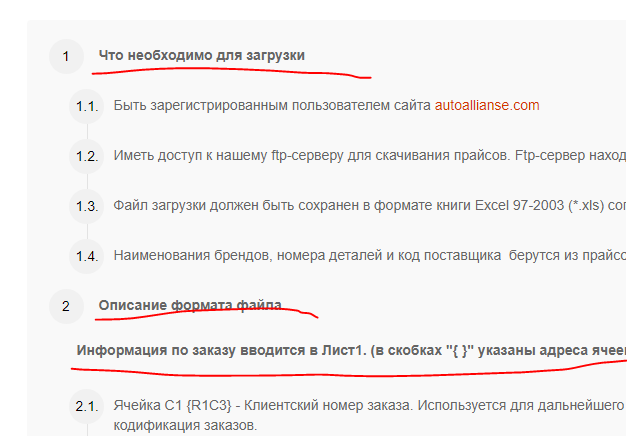 1 Что необходимо для загрузки
1.1. Быть зарегистрированным пользователем сайта autoallianse.com
1.2. Иметь доступ к нашему ftp-серверу для скачивания прайсов. Ftp-сервер наход
1.3. Файл загрузки должен быть сохранен в формате книги Excel 97-2003 (*.xls) сог
1.4. Наименования брендов, номера деталей и код поставщика берутся из прайсо
2 Описание формата файла
Информация по заказу вводится в Лист1. (в скобках "{ }" указаны адреса ячеек
2.1. Ячейка C1 {R1C3} - Клиентский номер заказа. Используется для дальнейшего
кодификация заказов.